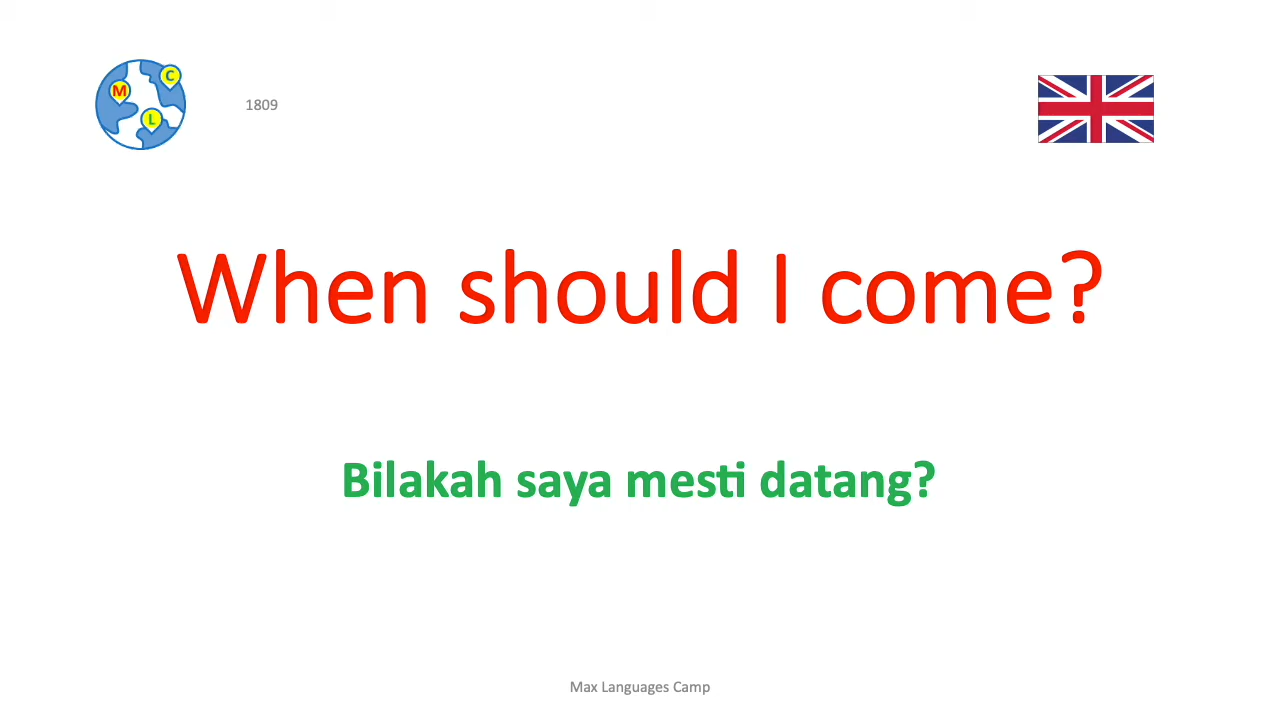 M
C
L
1809
When should I come?
Bilakah saya mesti datang?
Max Languages Camp